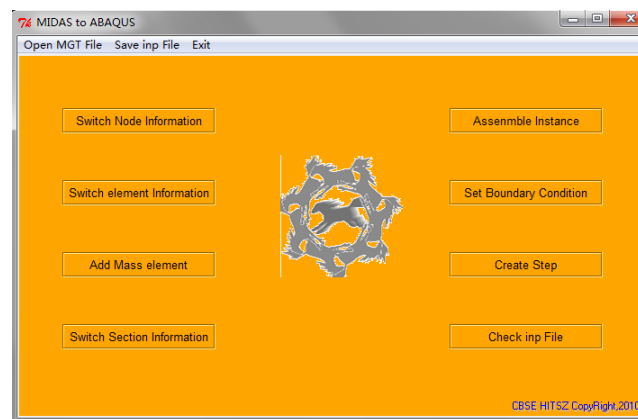 MIDAS to ABAQUS
Open MGT File Save inp File Exit
Switch Node Information
Assenmble Instance
Switch element Information
Set Boundary Condition
Add Mass element
Create Step
Switch Section Information
Check inp File
CBSE HITSZ CopyRight,2010